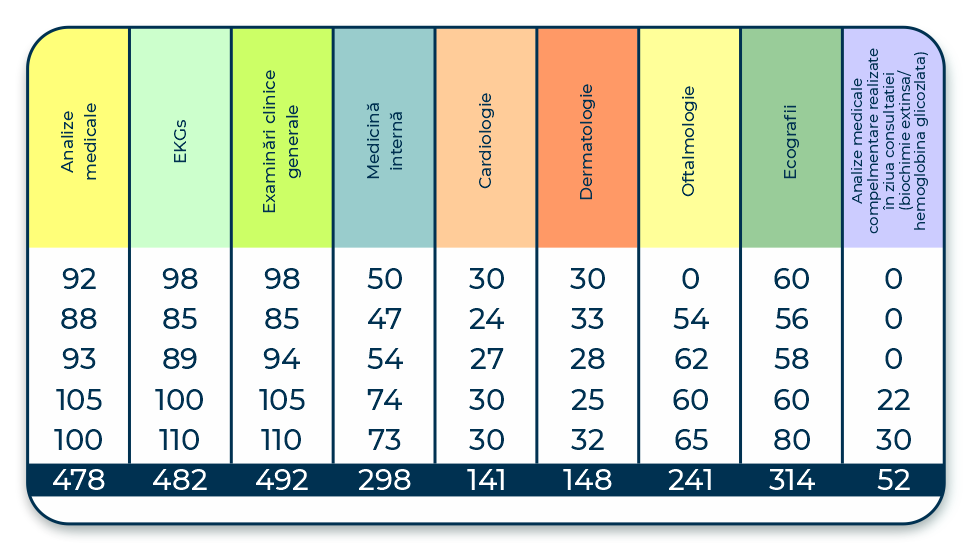 Analize
medicale
EKGs
Examinări clinice
generale
Medicină
internă
Cardiologie
Dermatologie
Oftalmologie
Ecografii
Analize medicale
compelmentare realizate
în ziua consultatiei
(biochimie extinsa/
hemoglobina glicozlata)
92 98 98 50 30 30 0 60 0
88 85 85 47 24 33 54 56 0
93 89 94 54 27 28 62 58 0
105 100 105 74 30 25 60 60 22
100 110 110 73 30 32 65 80 30
478 482 492 298 141 148 241 314 52